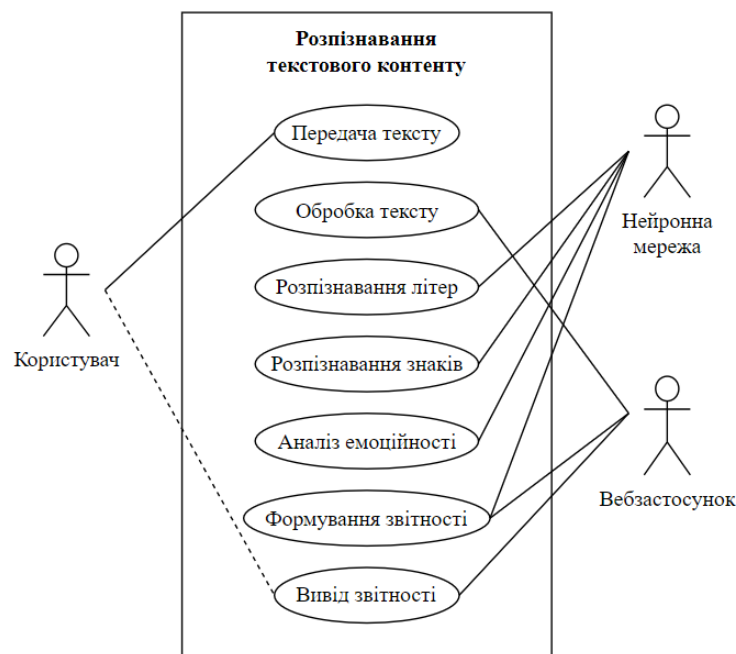 Розпізнавання
текстового контенту
Передача тексту
Обробка тексту
Розпізнавання літер
Розпізнавання знаків
Аналіз емоційності
Формування звітності
Вивід звітності
Користувач
Нейронна
мережа
Вебзастосунок